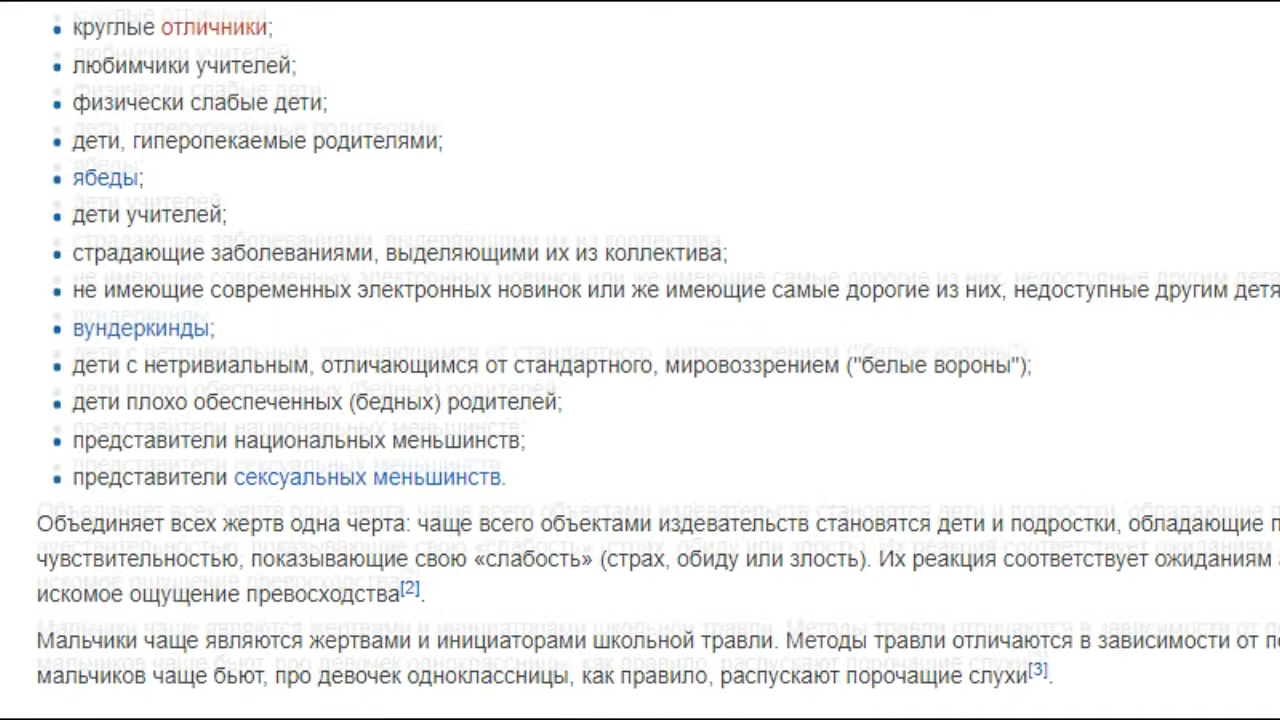 круглые отличники;
любимчики учителей;
физически слабые дети;
дети, гиперопекаемые родителями;
ябеды;
дети учителей;
страдающие заболеваниями, выделяющими их из коллектива;
не имеющие современных электронных новинок или же имеющие самые дорогие из них, недоступные другим детя
вундеркинды;
дети с нетривиальным, отличающимся от стандартного, мировоззрением ("белые вороны");
дети плохо обеспеченных (бедных) родителей;
представители национальных меньшинств;
представители сексуальных меньшинств.
Объединяет всех жертв одна черта: чаще всего объектами издевательств становятся дети и подростки, обладающие
чувствительностью, показывающие свою «слабость» (страх, обиду или злость). Их реакция соответствует ожиданиям
искомое ощущение превосходства[2].
Мальчики чаще являются жертвами и инициаторами школьной травли. Методы травли отличаются в зависимости от
мальчиков чаще бьют, про девочек одноклассницы, как правило, распускают порочащие слухи[3].